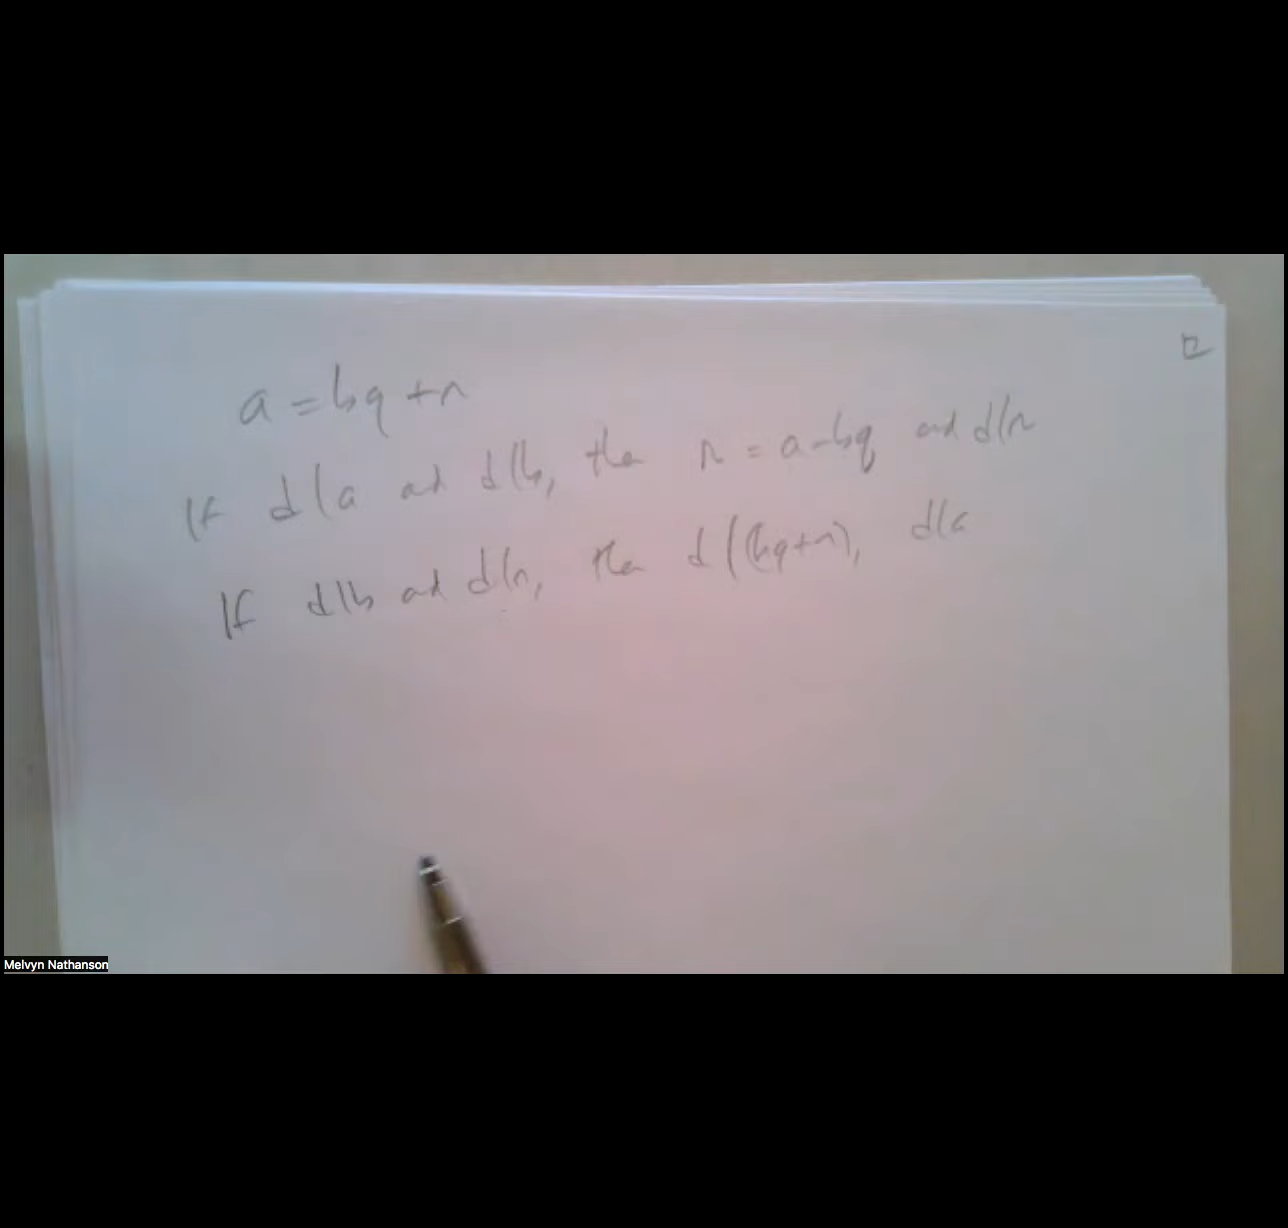 a = bq + r
If d|a and d|b, then r = a - bq and d|r
If d|b and d|r, then d|(bq+r), d|a
Melvyn Nathanson